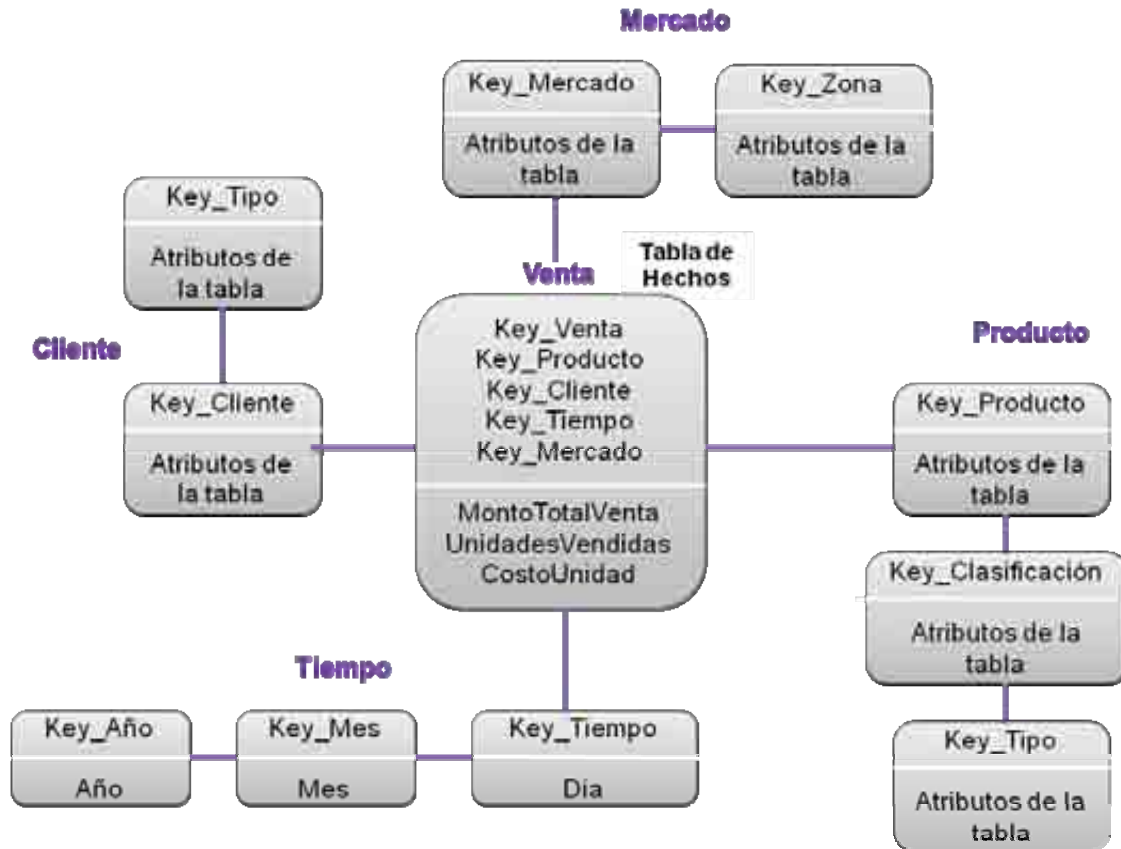 Mercado
Key_Mercado
Atributos de la
tabla
Key_Zona
Atributos de la
tabla
Key_Tipo
Atributos de
la tabla
Cliente
Key_Cliente
Atributos de
la tabla
Venta
Tabla de
Hechos
Key_Venta
Key_Producto
Key_Cliente
Key_Tiempo
Key_Mercado
MontoTotalVenta
UnidadesVendidas
CostoUnidad
Producto
Key_Producto
Atributos de la
tabla
Key_Clasificación
Atributos de la
tabla
Key_Tipo
Atributos de la
tabla
Tiempo
Key_Año
Año
Key_Mes
Mes
Key_Tiempo
Día